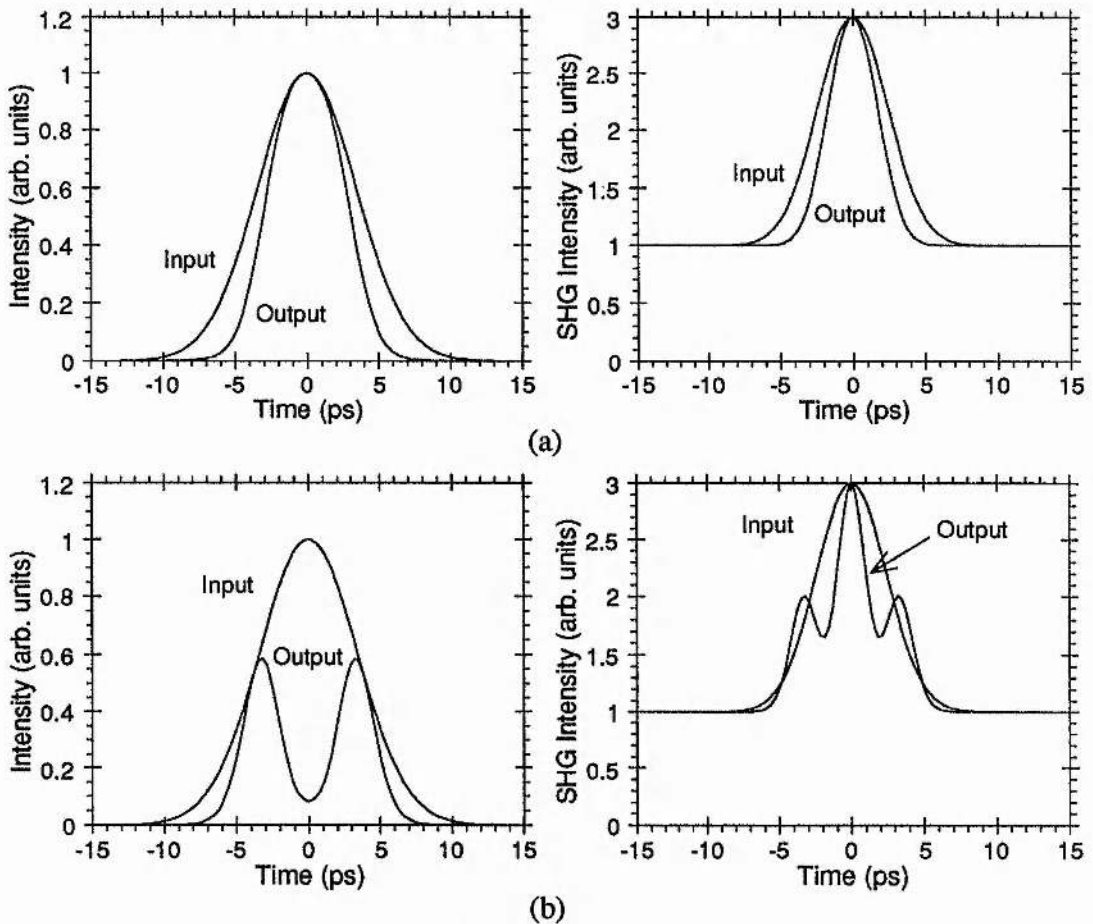 Intensity (arb. units)
1.2
1
0.8
0.6
0.4
0.2
0
Input
Output
-15 -10 -5 0 5 10 15
Time (ps)
SHG Intensity (arb. units)
3
2.5
2
1.5
1
0.5
0
Input
Output
-15 -10 -5 0 5 10 15
Time (ps)
(a)
Intensity (arb. units)
1.2
1
0.8
0.6
0.4
0.2
0
Input
Output
-15 -10 -5 0 5 10 15
Time (ps)
SHG Intensity (arb. units)
3
2.5
2
1.5
1
0.5
0
Input
Output
-15 -10 -5 0 5 10 15
Time (ps)
(b)